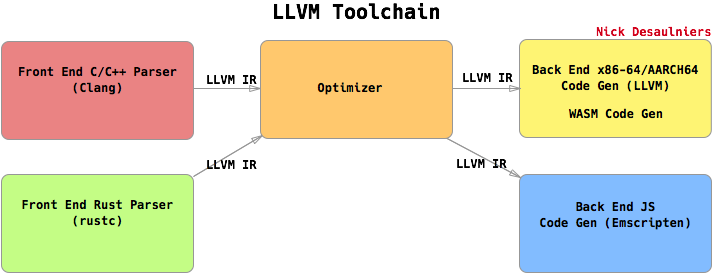 LLVM Toolchain
Nick Desaulniers
Front End C/C++ Parser
(Clang)
LLVM IR
Optimizer
LLVM IR
Back End x86-64/AARCH64
Code Gen (LLVM)
WASM Code Gen
Front End Rust Parser
(rustc)
LLVM IR
LLVM IR
Back End JS
Code Gen (Emscripten)